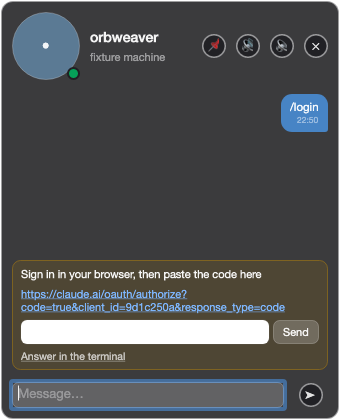 orbweaver
fixture machine
/login
22:50
Sign in in your browser, then paste the code here
https://claude.ai/oauth/authorize?
code=true&client_id=9d1c250a&response_type=code
Send
Answer in the terminal
Message…